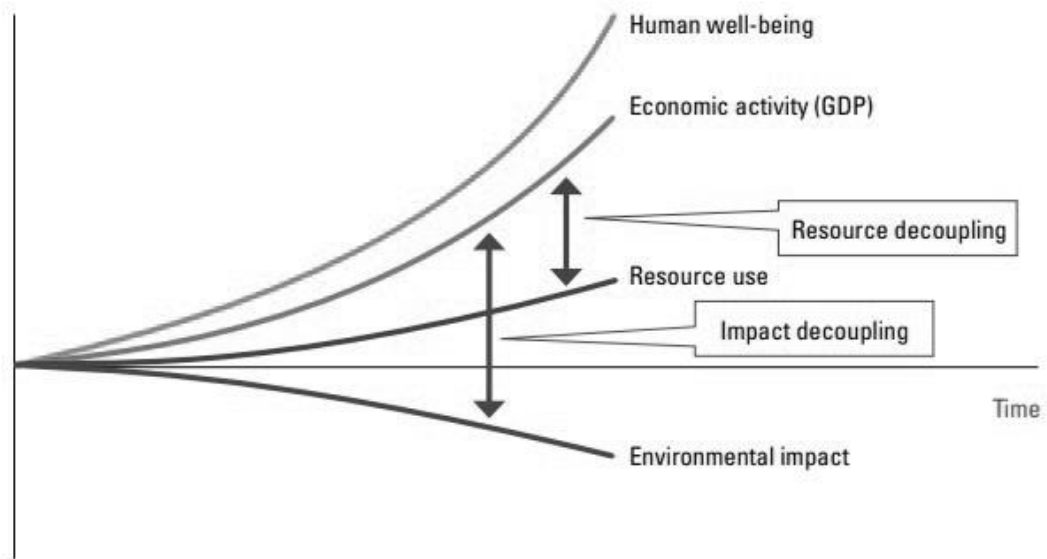 Human well-being
Economic activity (GDP)
Resource decoupling
Resource use
Impact decoupling
Time
Environmental impact